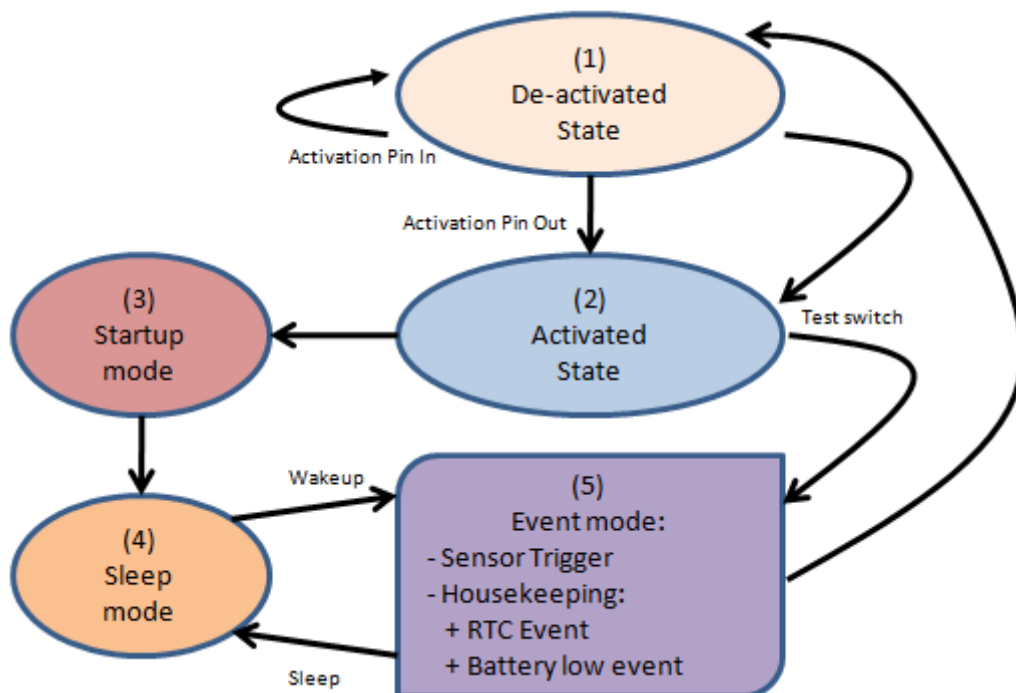 (1)
De-activated
State
Activation Pin In
Activation Pin Out
(2)
Activated
State
Test switch
(3)
Startup
mode
(4)
Sleep
mode
Wakeup
Sleep
(5)
Event mode:
- Sensor Trigger
- Housekeeping:
+ RTC Event
+ Battery low event